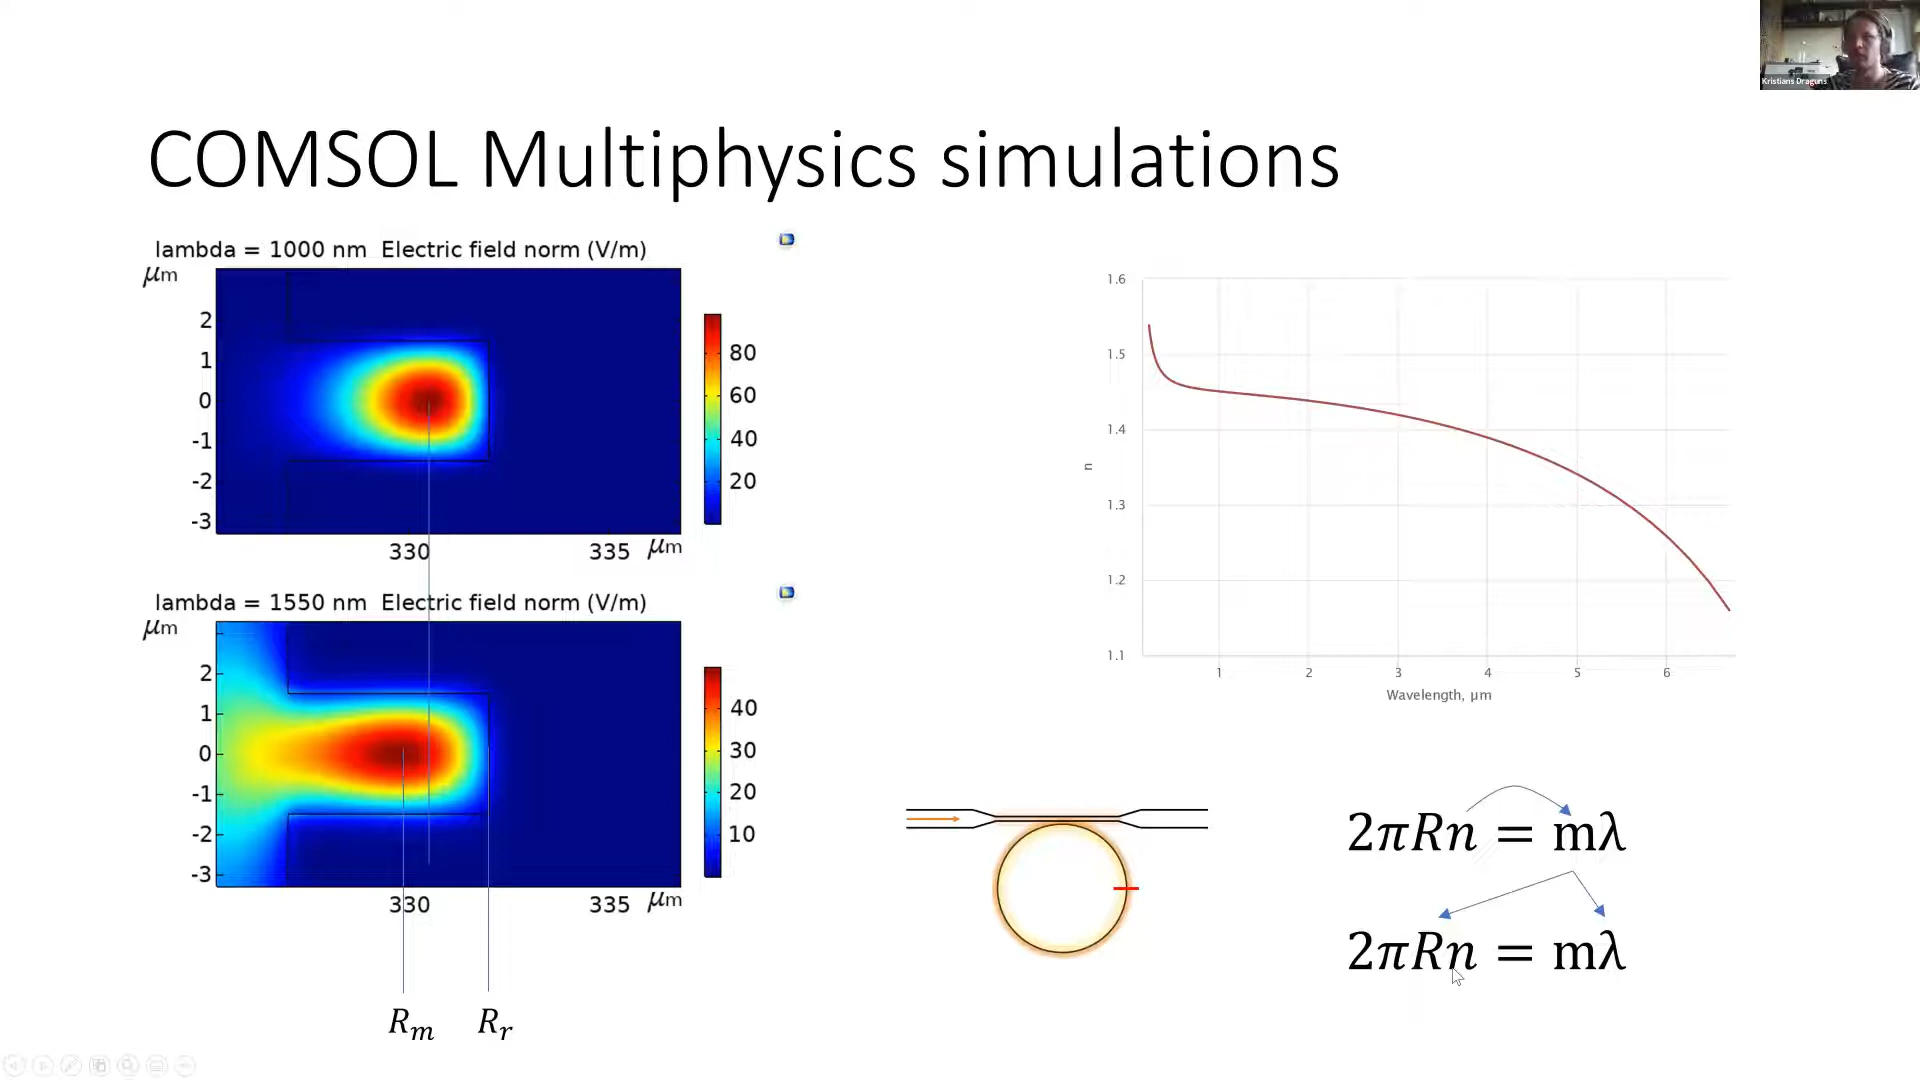 Kristians Draguns
COMSOL Multiphysics simulations
lambda = 1000 nm Electric field norm (V/m)
μm
2
1
0
-1
-2
-3
330
335
μm
80
60
40
20
lambda = 1550 nm Electric field norm (V/m)
μm
2
1
0
-1
-2
-3
330
335
μm
40
30
20
10
R_m
R_r
1.6
1.5
1.4
1.3
1.2
1.1
n
1
2
3
4
5
6
Wavelength, μm
2πRn = mλ
2πRn = mλ